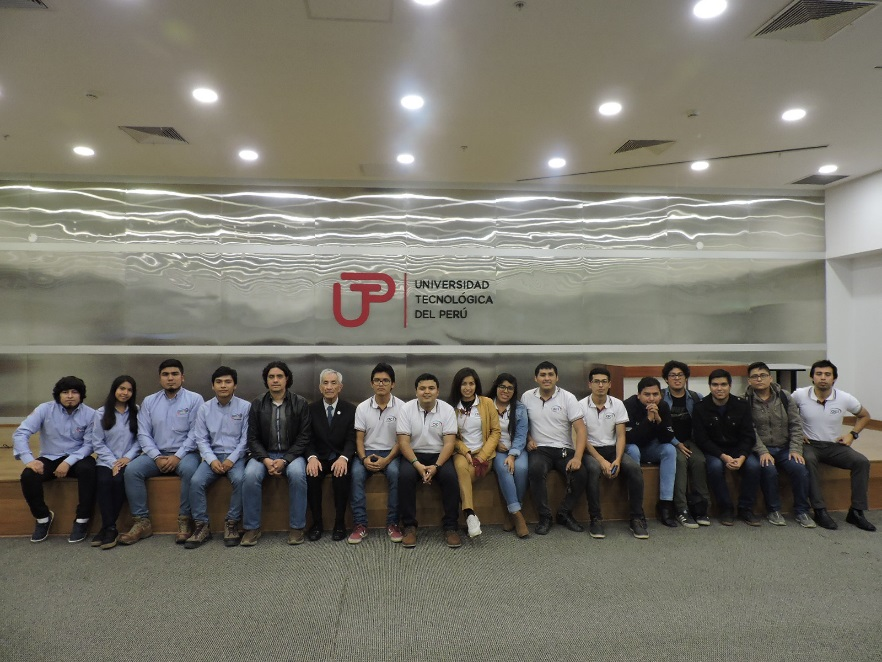 UTP
UNIVERSIDAD
TECNOLÓGICA
DEL PERÚ